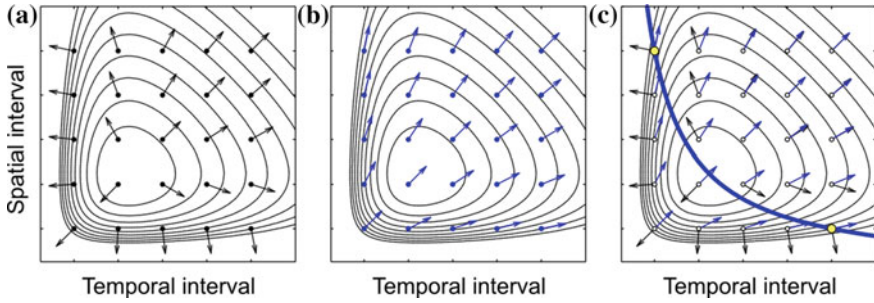 (a) (b) (c)
Spatial interval
Temporal interval Temporal interval Temporal interval